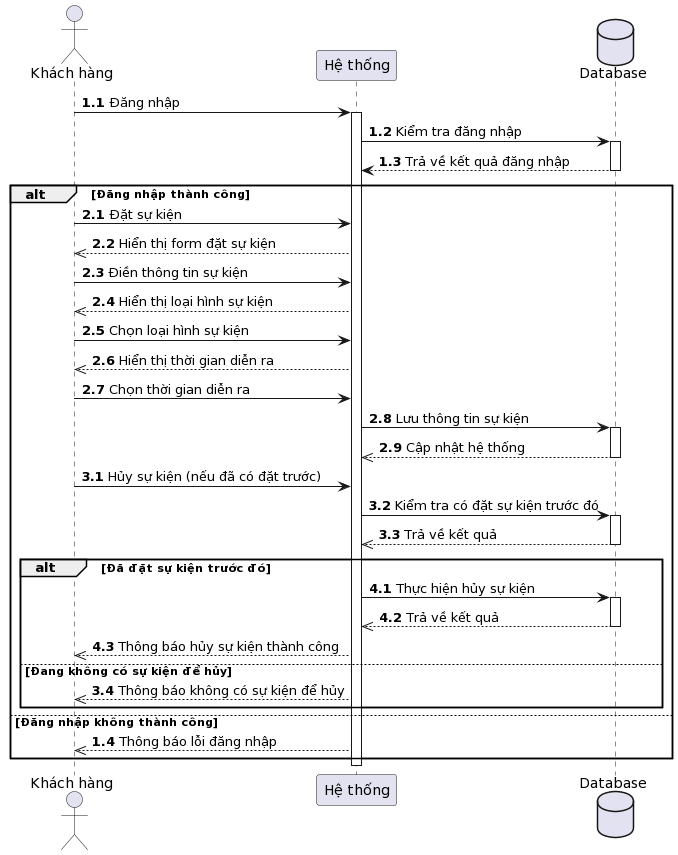 Khách hàng
Hệ thống
Database
1.1 Đăng nhập
1.2 Kiểm tra đăng nhập
1.3 Trả về kết quả đăng nhập
alt [Đăng nhập thành công]
2.1 Đặt sự kiện
2.2 Hiển thị form đặt sự kiện
2.3 Điền thông tin sự kiện
2.4 Hiển thị loại hình sự kiện
2.5 Chọn loại hình sự kiện
2.6 Hiển thị thời gian diễn ra
2.7 Chọn thời gian diễn ra
2.8 Lưu thông tin sự kiện
2.9 Cập nhật hệ thống
3.1 Hủy sự kiện (nếu đã có đặt trước)
3.2 Kiểm tra có đặt sự kiện trước đó
3.3 Trả về kết quả
alt [Đã đặt sự kiện trước đó]
4.1 Thực hiện hủy sự kiện
4.2 Trả về kết quả
4.3 Thông báo hủy sự kiện thành công
[Đang không có sự kiện để hủy]
3.4 Thông báo không có sự kiện để hủy
[Đăng nhập không thành công]
1.4 Thông báo lỗi đăng nhập
Khách hàng
Hệ thống
Database